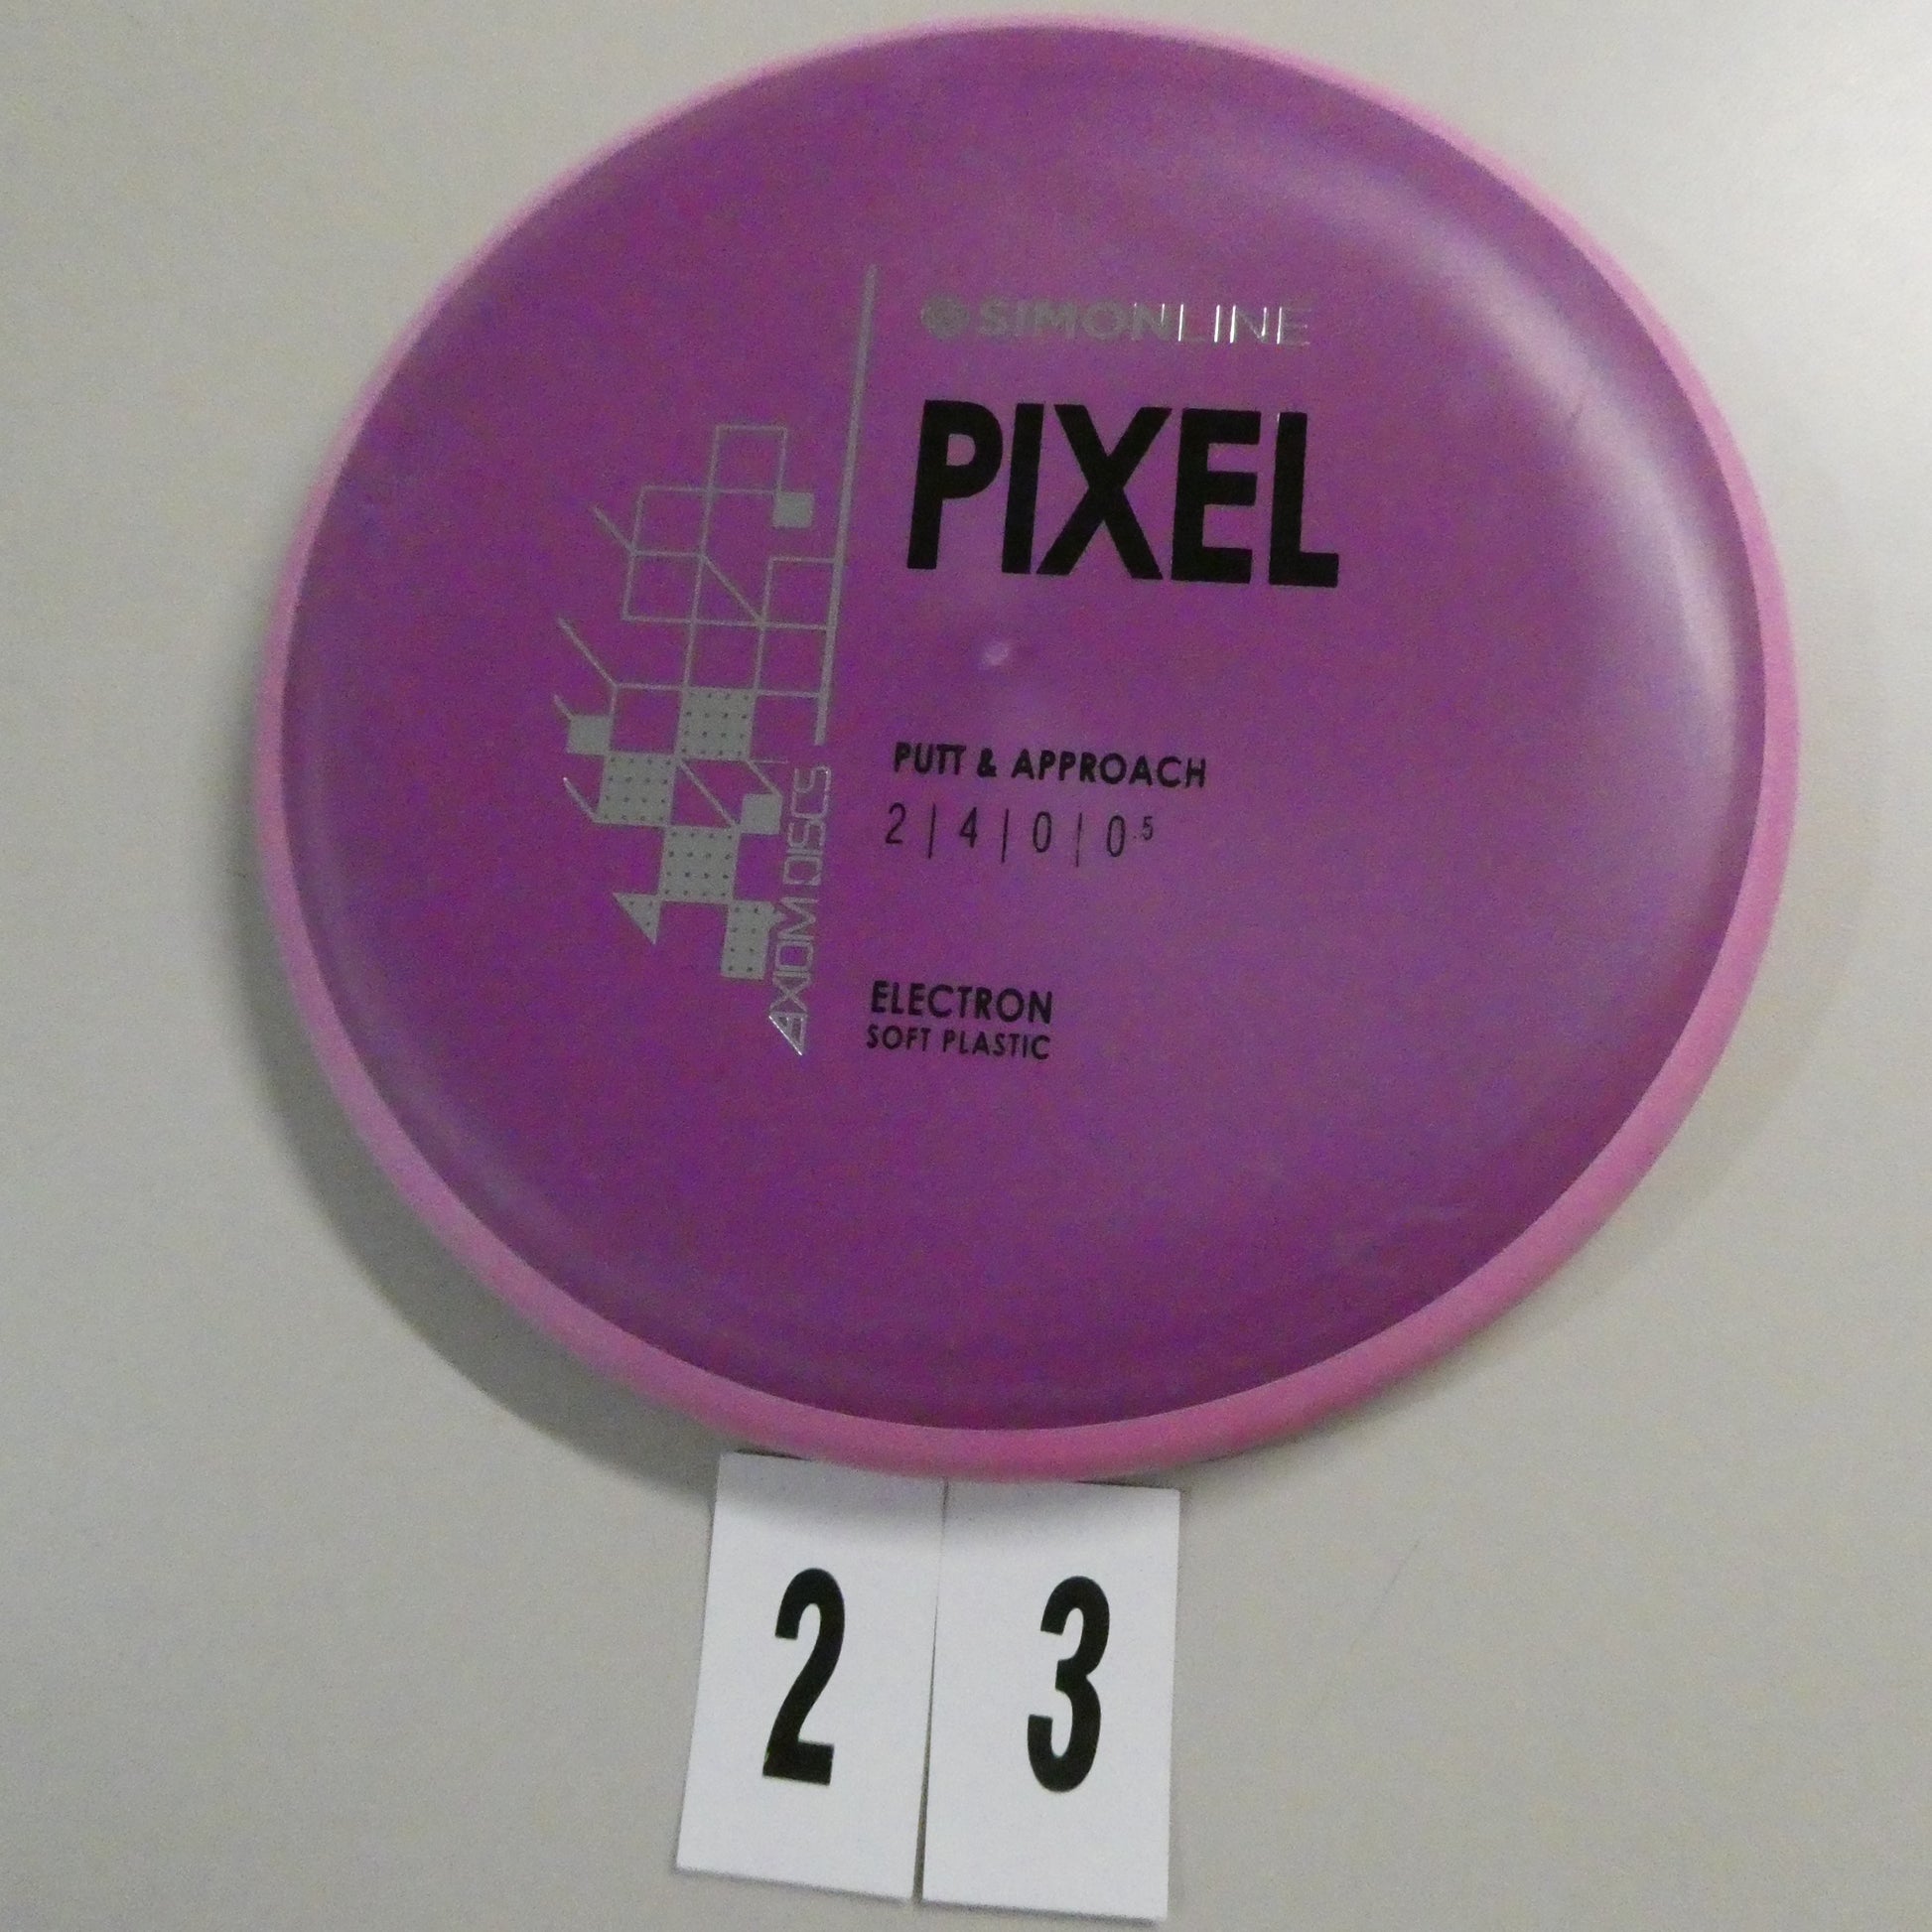 SIMONLINE
PIXEL
PUTT & APPROACH
2 | 4 | 0 | 0.5
AXIOM DISCS
ELECTRON
SOFT PLASTIC
2 3